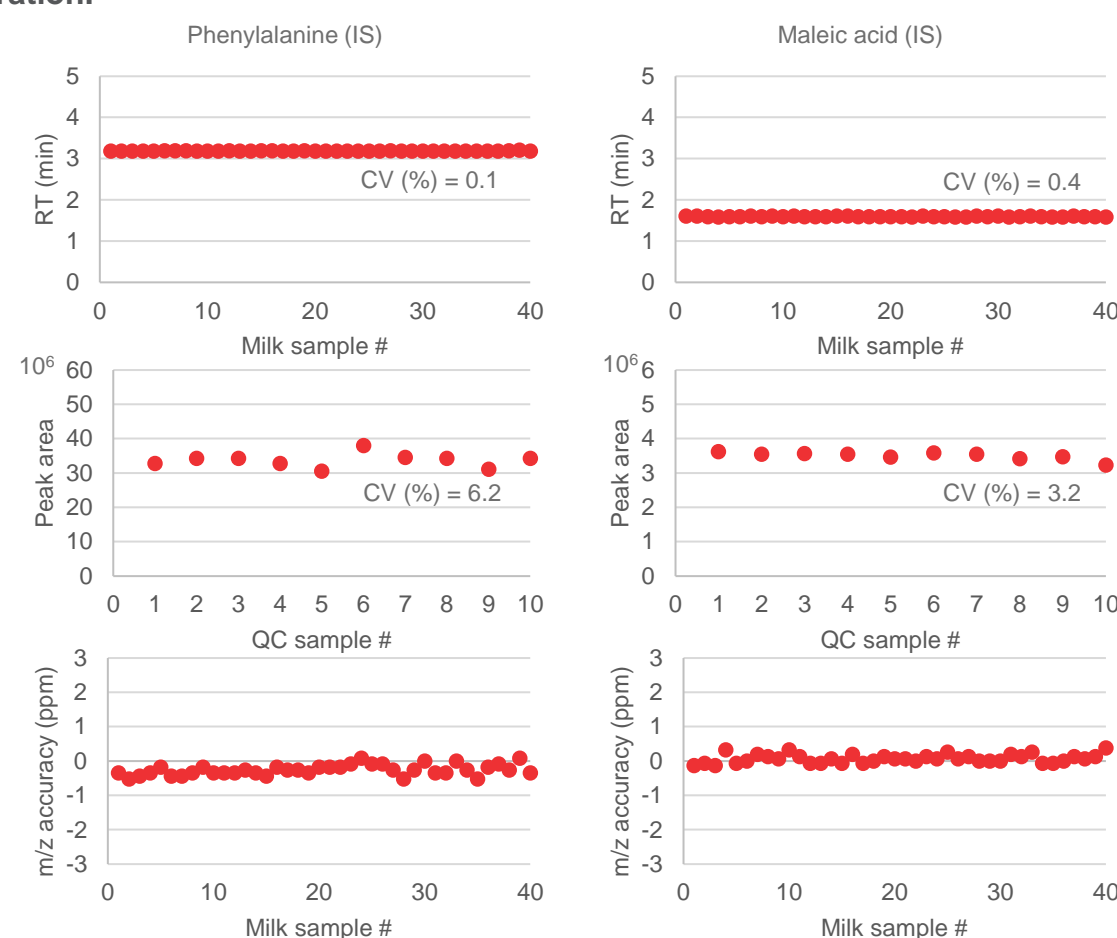 Phenylalanine (IS)
5
4
3
2
1
0
RT (min)
CV (%) = 0.1
0 10 20 30 40
Milk sample #
Maleic acid (IS)
5
4
3
2
1
0
RT (min)
CV (%) = 0.4
0 10 20 30 40
Milk sample #
10⁶
60
50
40
30
20
10
0
Peak area
CV (%) = 6.2
0 1 2 3 4 5 6 7 8 9 10
QC sample #
10⁶
6
5
4
3
2
1
0
Peak area
CV (%) = 3.2
0 1 2 3 4 5 6 7 8 9 10
QC sample #
3
2
1
0
-1
-2
-3
m/z accuracy (ppm)
0 10 20 30 40
Milk sample #
3
2
1
0
-1
-2
-3
m/z accuracy (ppm)
0 10 20 30 40
Milk sample #